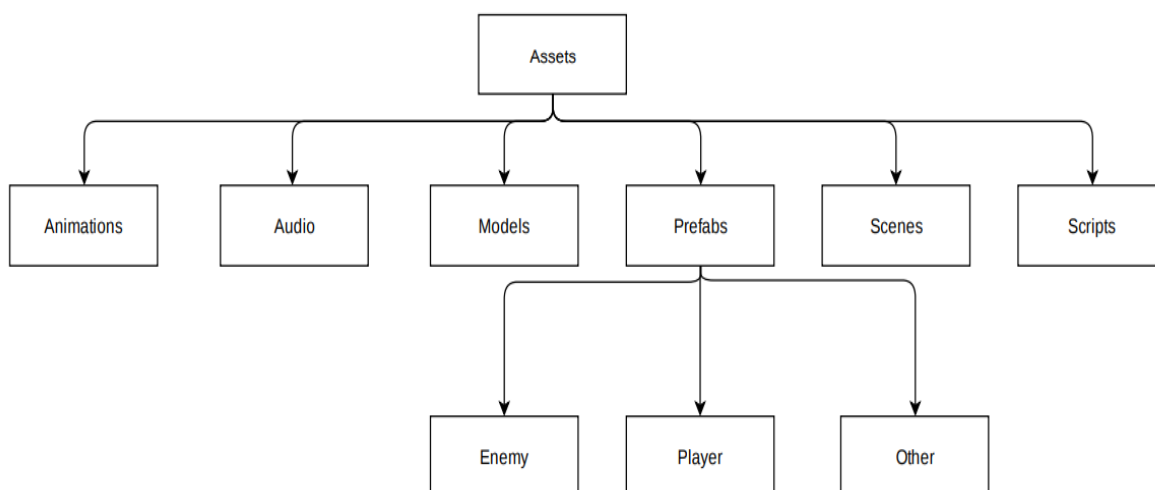 Assets
Animations
Audio
Models
Prefabs
Scenes
Scripts
Enemy
Player
Other